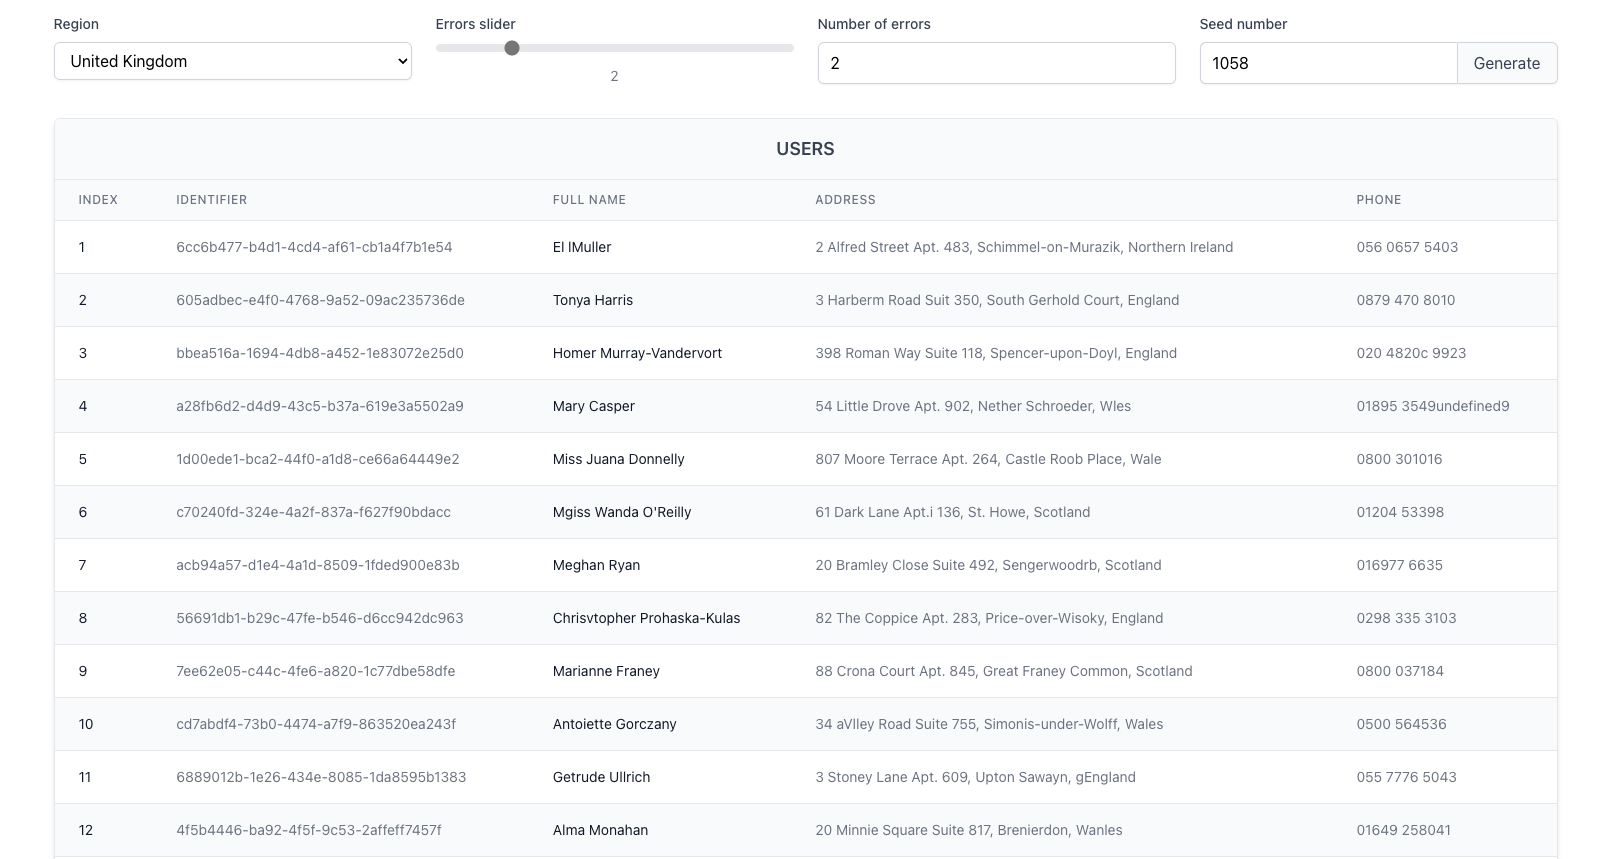 Region Errors slider Number of errors Seed number
United Kingdom 2 1058 Generate
2
USERS
INDEX IDENTIFIER FULL NAME ADDRESS PHONE
1 6cc6b477-b4d1-4cd4-af61-cb1a4f7b1e54 El lMuller 2 Alfred Street Apt. 483, Schimmel-on-Murazik, Northern Ireland 056 0657 5403
2 605adbec-e4f0-4768-9a52-09ac235736de Tonya Harris 3 Harberm Road Suit 350, South Gerhold Court, England 0879 470 8010
3 bbea516a-1694-4db8-a452-1e83072e25d0 Homer Murray-Vandervort 398 Roman Way Suite 118, Spencer-upon-Doyl, England 020 4820c 9923
4 a28fb6d2-d4d9-43c5-b37a-619e3a5502a9 Mary Casper 54 Little Drove Apt. 902, Nether Schroeder, Wles 01895 3549undefined9
5 1d00ede1-bca2-44f0-a1d8-ce66a64449e2 Miss Juana Donnelly 807 Moore Terrace Apt. 264, Castle Roob Place, Wale 0800 301016
6 c70240fd-324e-4a2f-837a-f627f90bdacc Mgiss Wanda O'Reilly 61 Dark Lane Apt.i 136, St. Howe, Scotland 01204 53398
7 acb94a57-d1e4-4a1d-8509-1fded900e83b Meghan Ryan 20 Bramley Close Suite 492, Sengerwoodrb, Scotland 016977 6635
8 56691db1-b29c-47fe-b546-d6cc942dc963 Chrisvtopher Prohaska-Kulas 82 The Coppice Apt. 283, Price-over-Wisoky, England 0298 335 3103
9 7ee62e05-c44c-4fe6-a820-1c77dbe58dfe Marianne Franey 88 Crona Court Apt. 845, Great Franey Common, Scotland 0800 037184
10 cd7abdf4-73b0-4474-a7f9-863520ea243f Antoiette Gorczany 34 aVlley Road Suite 755, Simonis-under-Wolff, Wales 0500 564536
11 6889012b-1e26-434e-8085-1da8595b1383 Getrude Ullrich 3 Stoney Lane Apt. 609, Upton Sawayn, gEngland 055 7776 5043
12 4f5b4446-ba92-4f5f-9c53-2affeff7457f Alma Monahan 20 Minnie Square Suite 817, Brenierdon, Wanles 01649 258041